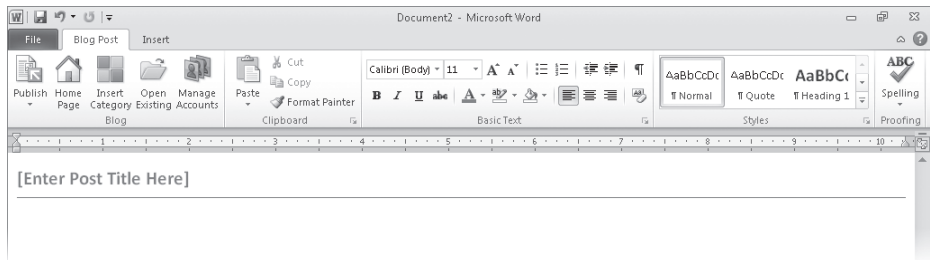 Document2 - Microsoft Word
File Blog Post Insert
Publish Home Page Insert Category Open Existing Manage Accounts
Blog
Paste Cut Copy Format Painter
Clipboard
Calibri (Body) 11
B I U abc A ab A
Basic Text
AaBbCcDc AaBbCcDc AaBbC
¶ Normal ¶ Quote ¶ Heading 1
Styles
ABC
Spelling
Proofing
1 2 3 4 5 6 7 8 9 10
[Enter Post Title Here]